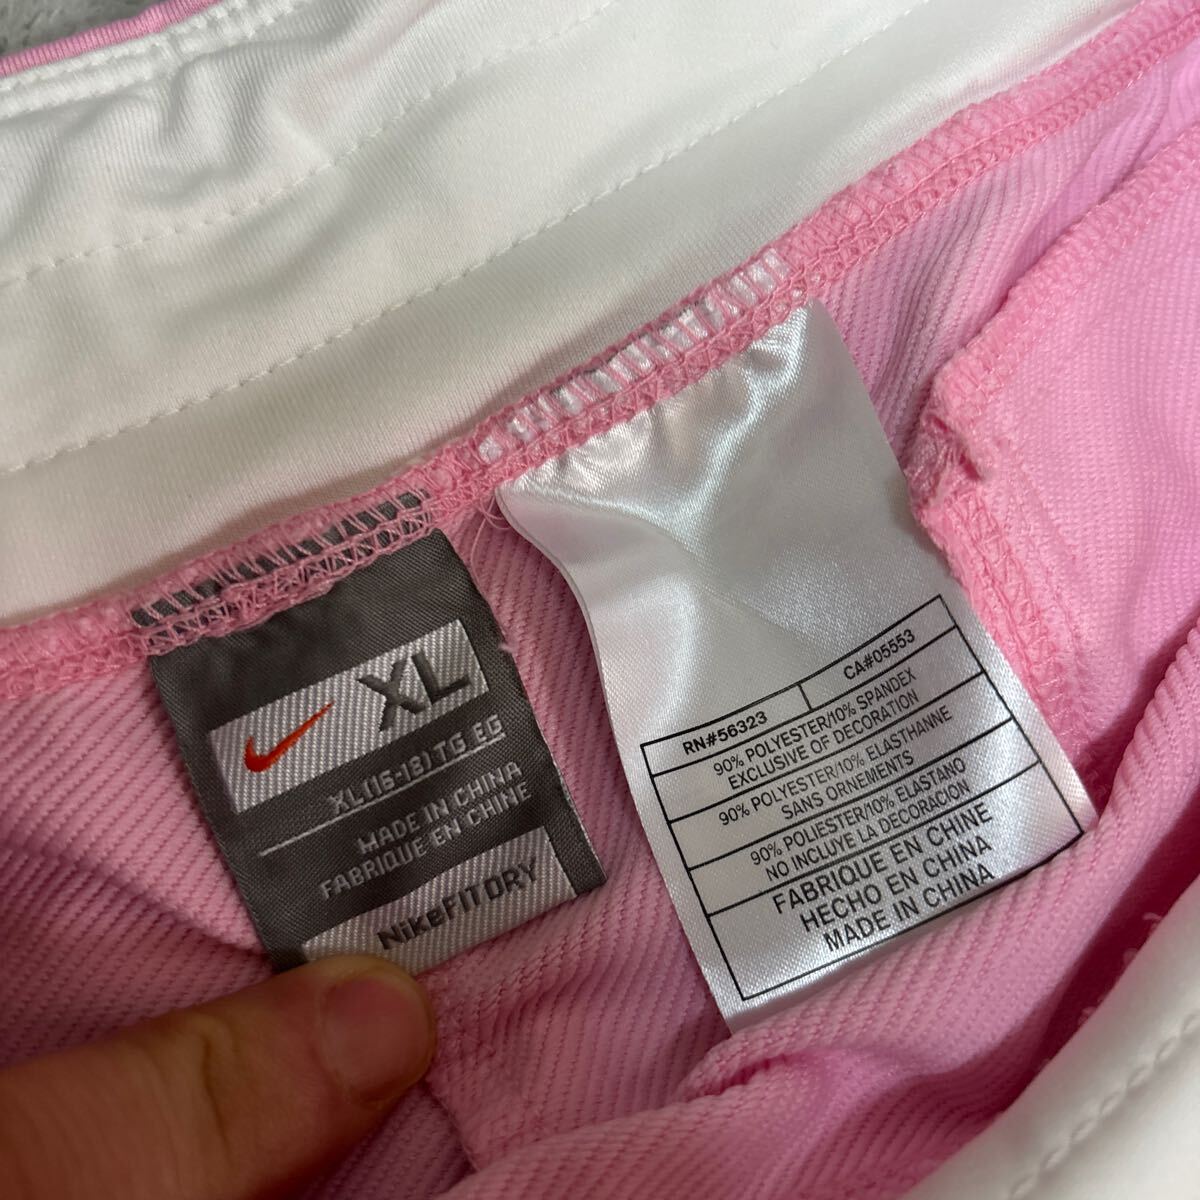 XL
XL(16-18) TG EG
MADE IN CHINA
FABRIQUE EN CHINE
NikeFITDRY
RN#56323 CA#05553
90% POLYESTER/10% SPANDEX
EXCLUSIVE OF DECORATION
90% POLYESTER/10% ELASTHANNE
SANS ORNEMENTS
90% POLIESTER/10% ELASTANO
NO INCLUYE LA DECORACION
FABRIQUE EN CHINE
HECHO EN CHINA
MADE IN CHINA